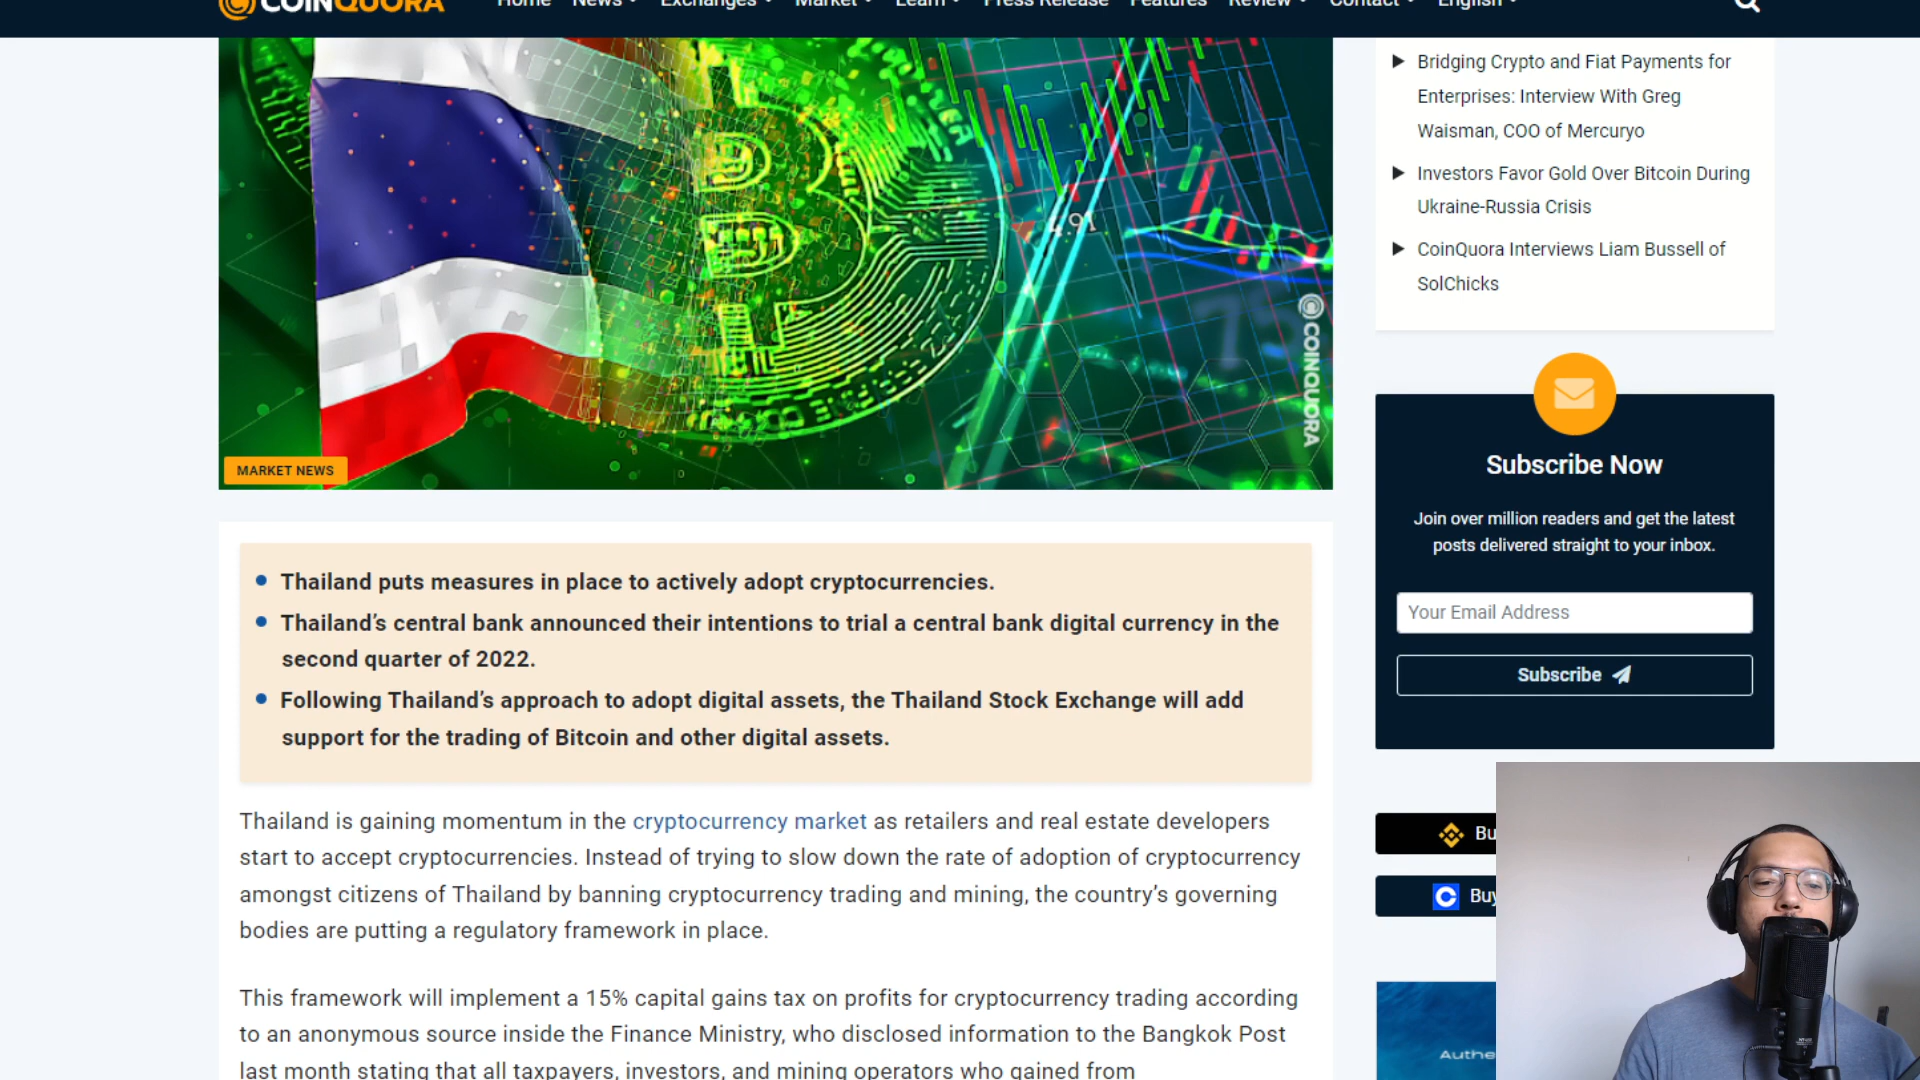 COINQUORA
Home News Exchanges Market Learn Press Release Features Review Contact English
4.91
75
COINQUORA
MARKET NEWS
Thailand puts measures in place to actively adopt cryptocurrencies.
Thailand’s central bank announced their intentions to trial a central bank digital currency in the
second quarter of 2022.
Following Thailand’s approach to adopt digital assets, the Thailand Stock Exchange will add
support for the trading of Bitcoin and other digital assets.
Thailand is gaining momentum in the cryptocurrency market as retailers and real estate developers
start to accept cryptocurrencies. Instead of trying to slow down the rate of adoption of cryptocurrency
amongst citizens of Thailand by banning cryptocurrency trading and mining, the country’s governing
bodies are putting a regulatory framework in place.
This framework will implement a 15% capital gains tax on profits for cryptocurrency trading according
to an anonymous source inside the Finance Ministry, who disclosed information to the Bangkok Post
last month stating that all taxpayers, investors, and mining operators who gained from
Bridging Crypto and Fiat Payments for
Enterprises: Interview With Greg
Waisman, COO of Mercuryo
Investors Favor Gold Over Bitcoin During
Ukraine-Russia Crisis
CoinQuora Interviews Liam Bussell of
SolChicks
Subscribe Now
Join over million readers and get the latest
posts delivered straight to your inbox.
Your Email Address
Subscribe
Bu
Buy
Authe